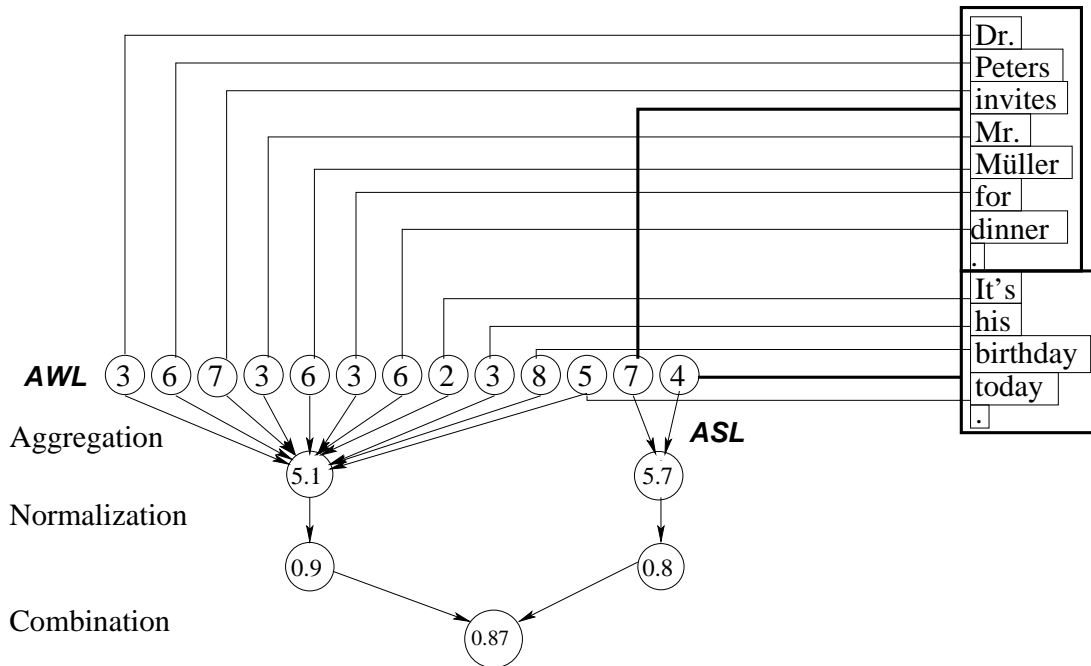 Dr.
Peters
invites
Mr.
Müller
for
dinner
.
It's
his
birthday
today
.
AWL 3 6 7 3 6 3 6 2 3 8 5 7 4
Aggregation
ASL
5.1 5.7
Normalization
0.9 0.8
Combination
0.87